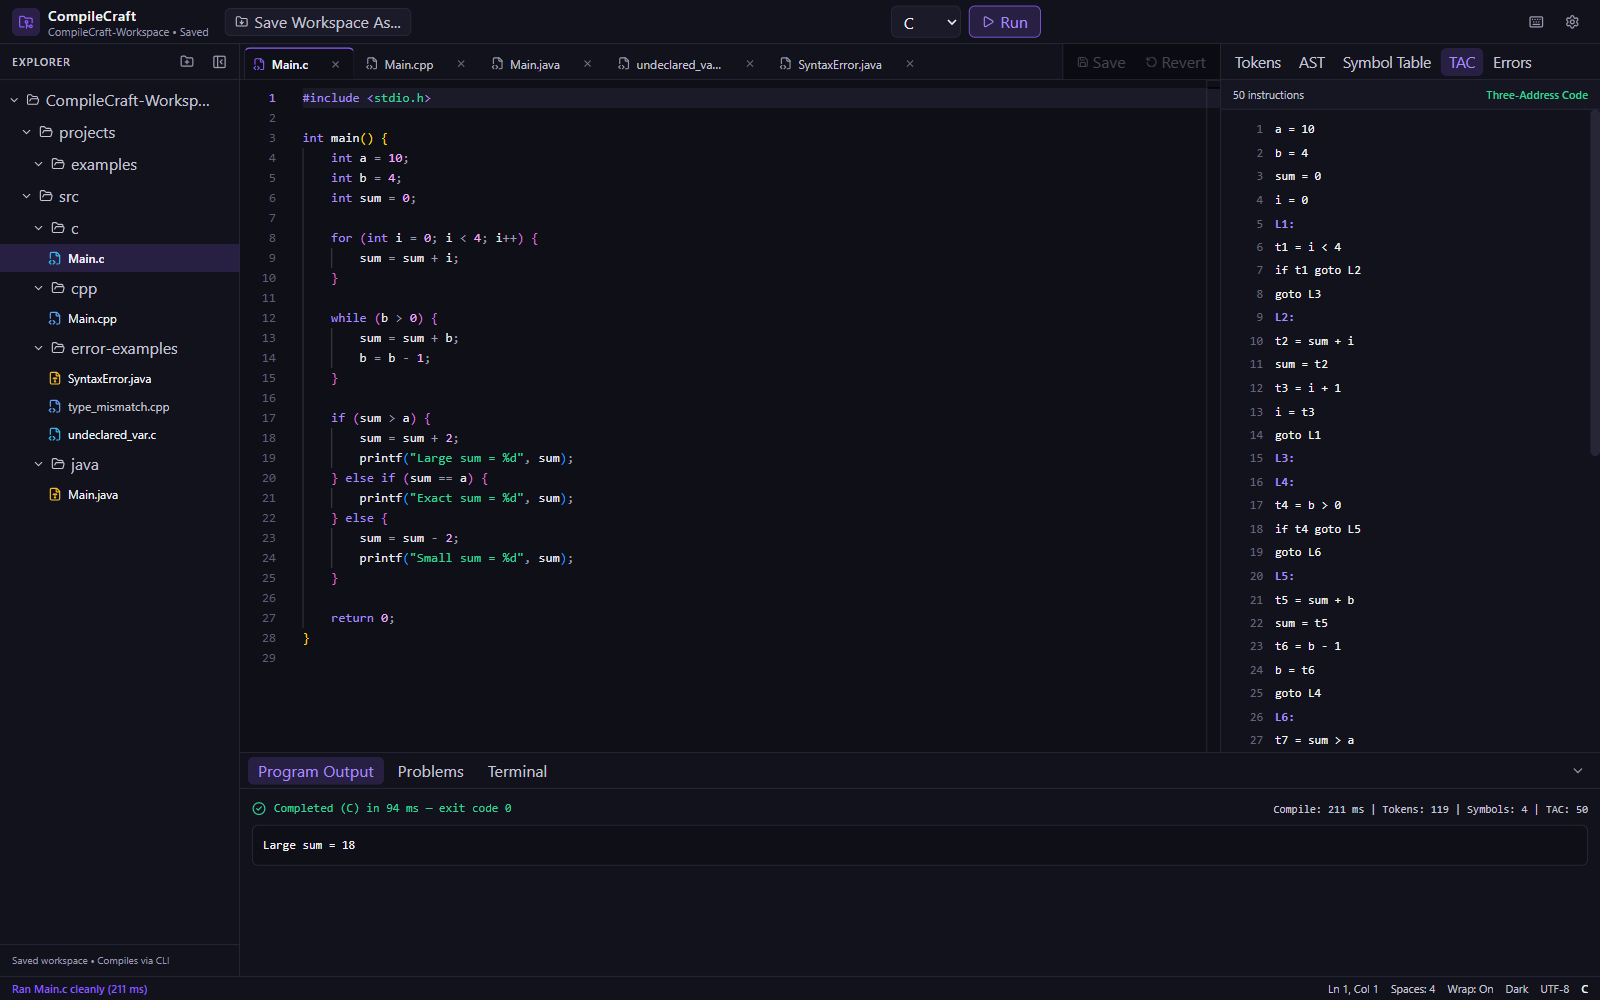 CompileCraft
CompileCraft-Workspace • Saved
Save Workspace As...
C
Run
EXPLORER
CompileCraft-Worksp...
projects
examples
src
c
Main.c
cpp
Main.cpp
error-examples
SyntaxError.java
type_mismatch.cpp
undeclared_var.c
java
Main.java
Saved workspace • Compiles via CLI
Main.c
Main.cpp
Main.java
undeclared_va...
SyntaxError.java
Save
Revert
1 #include <stdio.h>
2
3 int main() {
4 int a = 10;
5 int b = 4;
6 int sum = 0;
7
8 for (int i = 0; i < 4; i++) {
9 sum = sum + i;
10 }
11
12 while (b > 0) {
13 sum = sum + b;
14 b = b - 1;
15 }
16
17 if (sum > a) {
18 sum = sum + 2;
19 printf("Large sum = %d", sum);
20 } else if (sum == a) {
21 printf("Exact sum = %d", sum);
22 } else {
23 sum = sum - 2;
24 printf("Small sum = %d", sum);
25 }
26
27 return 0;
28 }
29
Tokens AST Symbol Table TAC Errors
50 instructions Three-Address Code
1 a = 10
2 b = 4
3 sum = 0
4 i = 0
5 L1:
6 t1 = i < 4
7 if t1 goto L2
8 goto L3
9 L2:
10 t2 = sum + i
11 sum = t2
12 t3 = i + 1
13 i = t3
14 goto L1
15 L3:
16 L4:
17 t4 = b > 0
18 if t4 goto L5
19 goto L6
20 L5:
21 t5 = sum + b
22 sum = t5
23 t6 = b - 1
24 b = t6
25 goto L4
26 L6:
27 t7 = sum > a
Program Output Problems Terminal
Completed (C) in 94 ms — exit code 0
Compile: 211 ms | Tokens: 119 | Symbols: 4 | TAC: 50
Large sum = 18
Ran Main.c cleanly (211 ms)
Ln 1, Col 1 Spaces: 4 Wrap: On Dark UTF-8 C